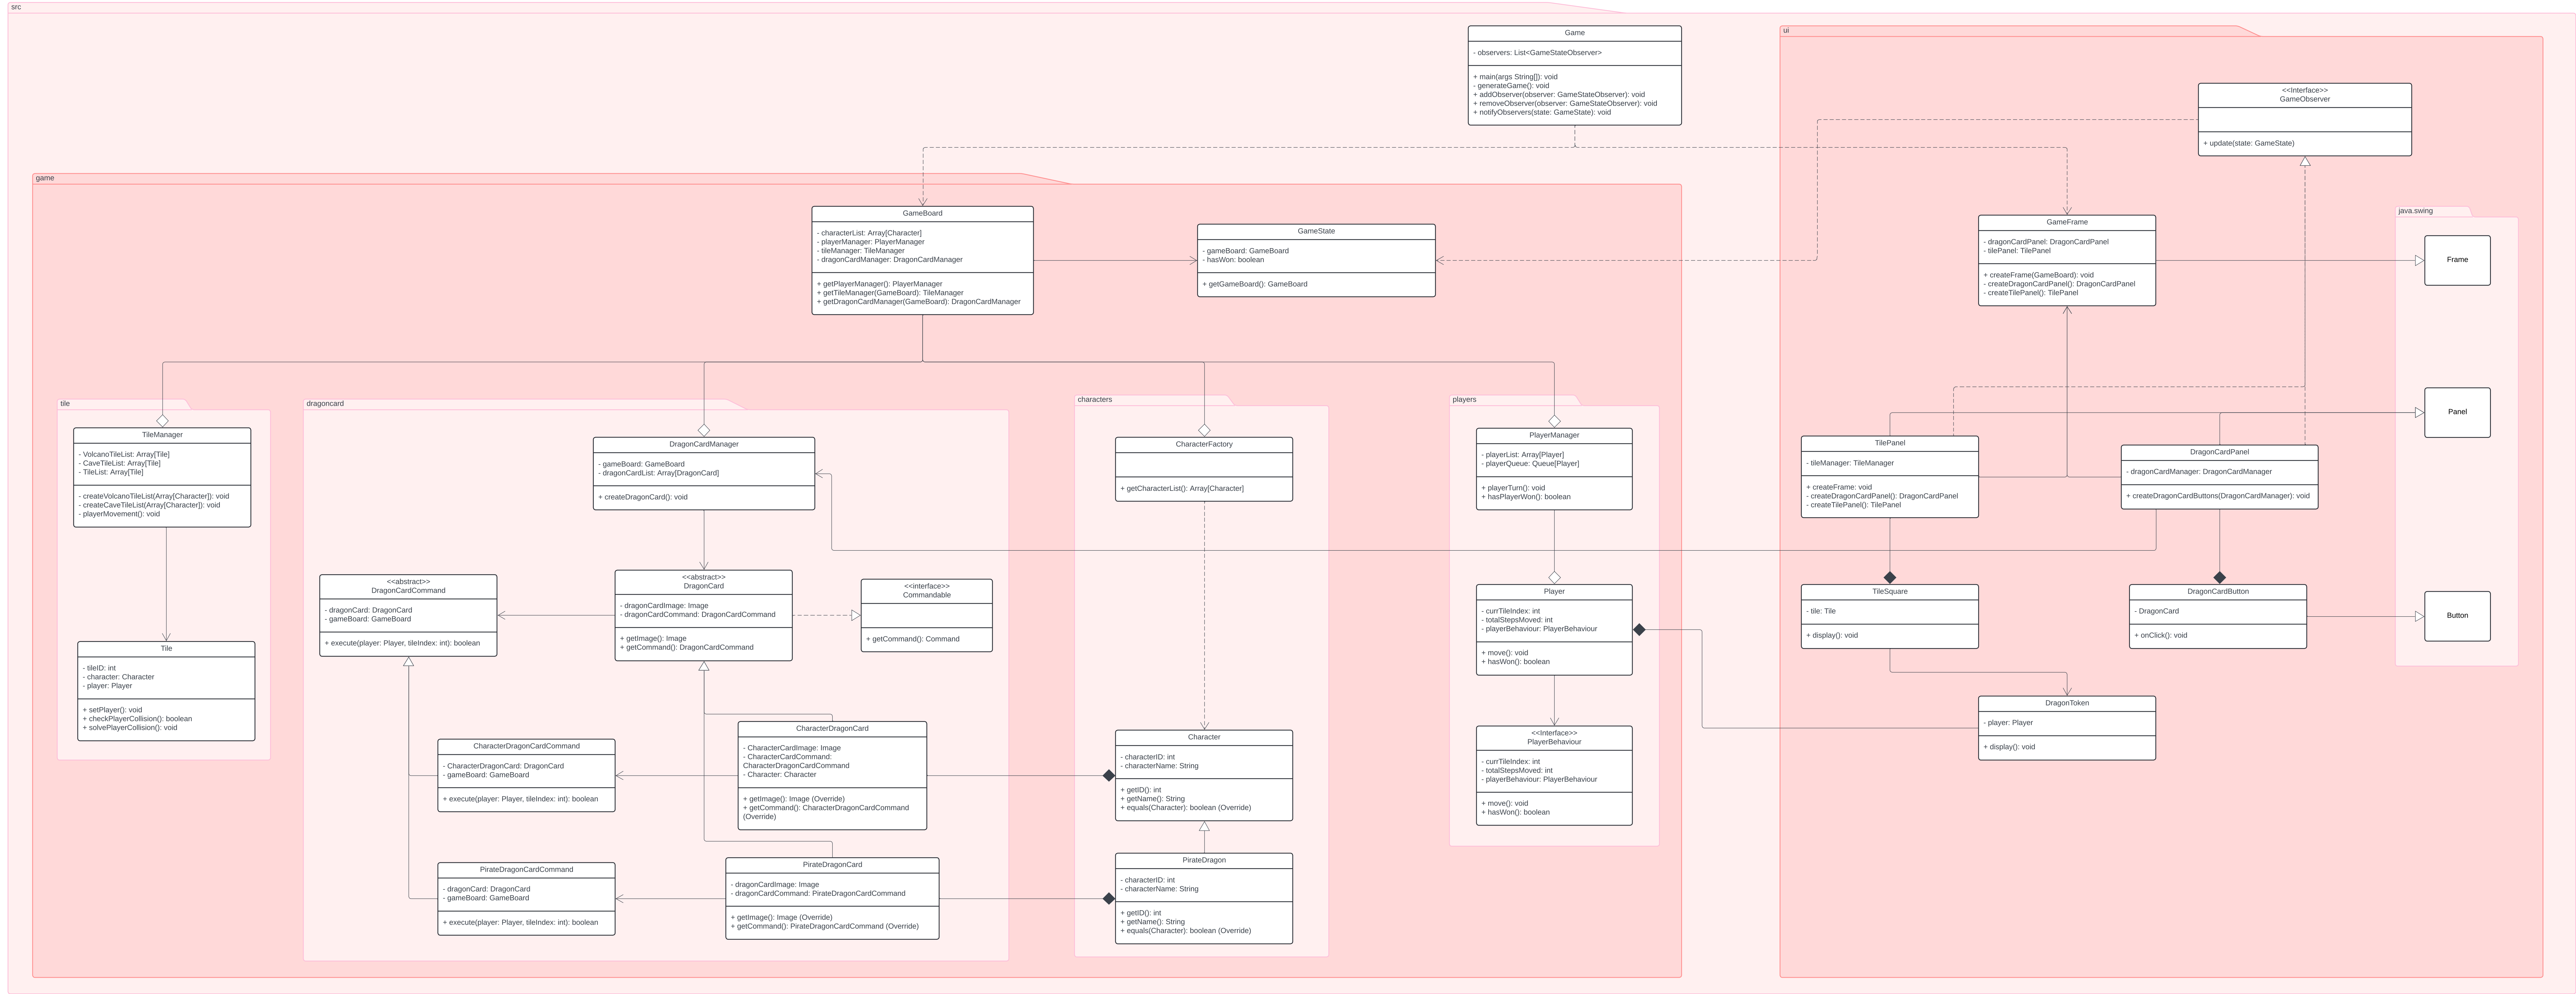 src
Game
- observers: List<GameStateObserver>
+ main(args String[]): void
- generateGame(): void
+ addObserver(observer: GameStateObserver): void
+ removeObserver(observer: GameStateObserver): void
+ notifyObservers(state: GameState): void
game
GameBoard
- characterList: Array[Character]
- playerManager: PlayerManager
- tileManager: TileManager
- dragonCardManager: DragonCardManager
+ getPlayerManager(): PlayerManager
+ getTileManager(GameBoard): TileManager
+ getDragonCardManager(GameBoard): DragonCardManager
GameState
- gameBoard: GameBoard
- hasWon: boolean
+ getGameBoard(): GameBoard
tile
TileManager
- VolcanoTileList: Array[Tile]
- CaveTileList: Array[Tile]
- TileList: Array[Tile]
- createVolcanoTileList(Array[Character]): void
- createCaveTileList(Array[Character]): void
- playerMovement(): void
Tile
- tileID: int
- character: Character
- player: Player
+ setPlayer(): void
+ checkPlayerCollision(): boolean
+ solvePlayerCollision(): void
dragoncard
DragonCardManager
- gameBoard: GameBoard
- dragonCardList: Array[DragonCard]
+ createDragonCard(): void
<<abstract>>
DragonCardCommand
- dragonCard: DragonCard
- gameBoard: GameBoard
+ execute(player: Player, tileIndex: int): boolean
<<abstract>>
DragonCard
- dragonCardImage: Image
- dragonCardCommand: DragonCardCommand
+ getImage(): Image
+ getCommand(): DragonCardCommand
<<interface>>
Commandable
+ getCommand(): Command
CharacterDragonCardCommand
- CharacterDragonCard: DragonCard
- gameBoard: GameBoard
+ execute(player: Player, tileIndex: int): boolean
CharacterDragonCard
- CharacterCardImage: Image
- CharacterCardCommand:
CharacterDragonCardCommand
- Character: Character
+ getImage(): Image (Override)
+ getCommand(): CharacterDragonCardCommand
(Override)
PirateDragonCardCommand
- dragonCard: DragonCard
- gameBoard: GameBoard
+ execute(player: Player, tileIndex: int): boolean
PirateDragonCard
- dragonCardImage: Image
- dragonCardCommand: PirateDragonCardCommand
+ getImage(): Image (Override)
+ getCommand(): PirateDragonCardCommand (Override)
characters
CharacterFactory
+ getCharacterList(): Array[Character]
Character
- characterID: int
- characterName: String
+ getID(): int
+ getName(): String
+ equals(Character): boolean (Override)
PirateDragon
- characterID: int
- characterName: String
+ getID(): int
+ getName(): String
+ equals(Character): boolean (Override)
players
PlayerManager
- playerList: Array[Player]
- playerQueue: Queue[Player]
+ playerTurn(): void
+ hasPlayerWon(): boolean
Player
- currTileIndex: int
- totalStepsMoved: int
- playerBehaviour: PlayerBehaviour
+ move(): void
+ hasWon(): boolean
<<Interface>>
PlayerBehaviour
- currTileIndex: int
- totalStepsMoved: int
- playerBehaviour: PlayerBehaviour
+ move(): void
+ hasWon(): boolean
ui
<<Interface>>
GameObserver
+ update(state: GameState)
GameFrame
- dragonCardPanel: DragonCardPanel
- tilePanel: TilePanel
+ createFrame(GameBoard): void
- createDragonCardPanel(): DragonCardPanel
- createTilePanel(): TilePanel
java.swing
Frame
Panel
Button
TilePanel
- tileManager: TileManager
+ createFrame: void
- createDragonCardPanel(): DragonCardPanel
- createTilePanel(): TilePanel
DragonCardPanel
- dragonCardManager: DragonCardManager
+ createDragonCardButtons(DragonCardManager): void
TileSquare
- tile: Tile
+ display(): void
DragonCardButton
- DragonCard
+ onClick(): void
DragonToken
- player: Player
+ display(): void